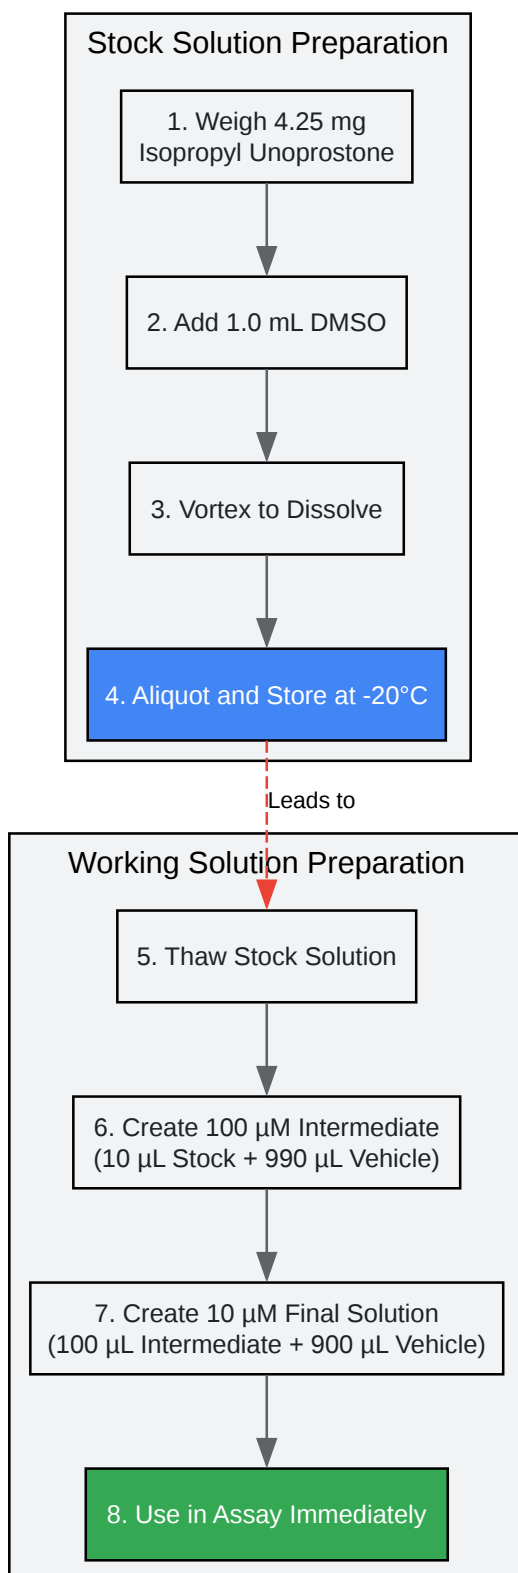 Stock Solution Preparation
1. Weigh 4.25 mg
Isopropyl Unoprostone
2. Add 1.0 mL DMSO
3. Vortex to Dissolve
4. Aliquot and Store at -20°C
Leads to
Working Solution Preparation
5. Thaw Stock Solution
6. Create 100 µM Intermediate
(10 µL Stock + 990 µL Vehicle)
7. Create 10 µM Final Solution
(100 µL Intermediate + 900 µL Vehicle)
8. Use in Assay Immediately